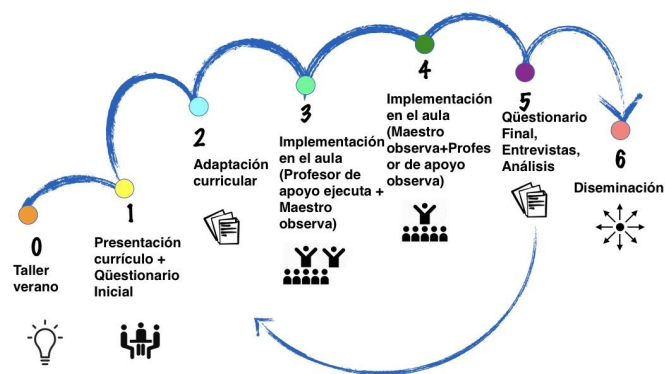 0
Taller
verano
1
Presentación
currículo +
Qüestionario
Inicial
2
Adaptación
curricular
3
Implementación
en el aula
(Profesor de
apoyo ejecuta +
Maestro
observa)
4
Implementación
en el aula
(Maestro
observa+Profes
or de apoyo
observa)
5
Qüestionario
Final,
Entrevistas,
Análisis
6
Diseminación